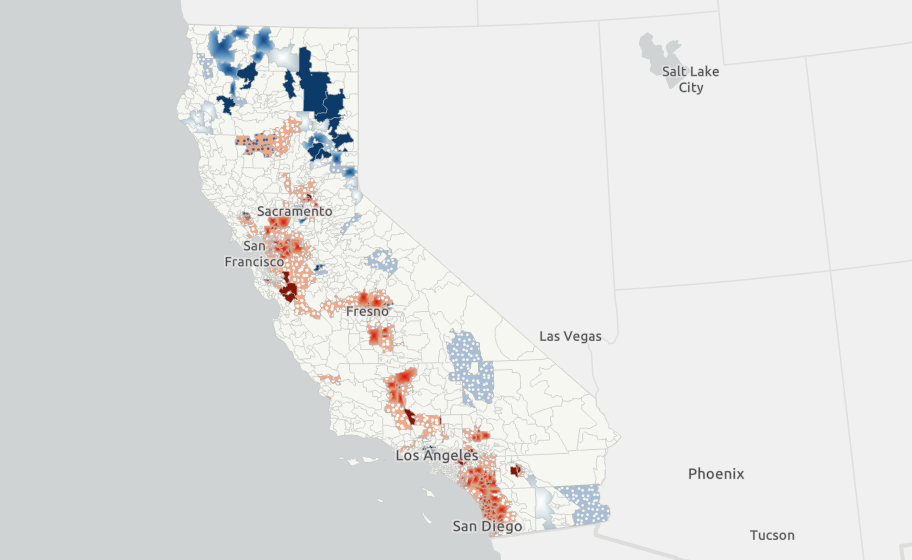 Salt Lake
City
Sacramento
San
Francisco
Fresno
Las Vegas
Los Angeles
Phoenix
San Diego
Tucson